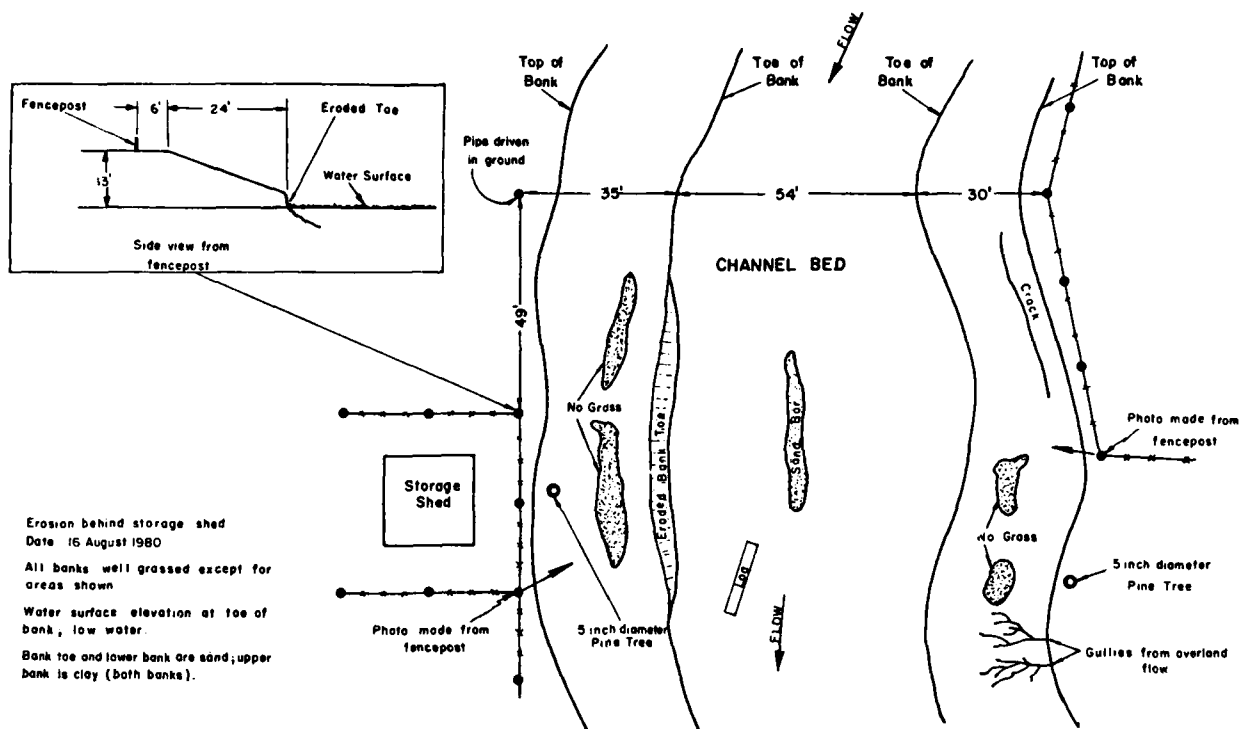 FLOW
Top of
Bank
Toe of
Bank
Toe of
Bank
Top of
Bank
Fencepost
6'
24'
Eroded Toe
13'
Water Surface
Side view from
fencepost
Pipe driven
in ground
35'
54'
30'
CHANNEL BED
49'
Crack
No Grass
Eroded Bank Toe
Sand Bar
Photo made from
fencepost
Storage
Shed
No Grass
Log
5 inch diameter
Pine Tree
Erosion behind storage shed
Date 16 August 1980
All banks well grassed except for
areas shown
Water surface elevation at toe of
bank; low water.
Bank toe and lower bank are sand; upper
bank is clay (both banks).
Photo made from
fencepost
5 inch diameter
Pine Tree
FLOW
Gullies from overland
flow